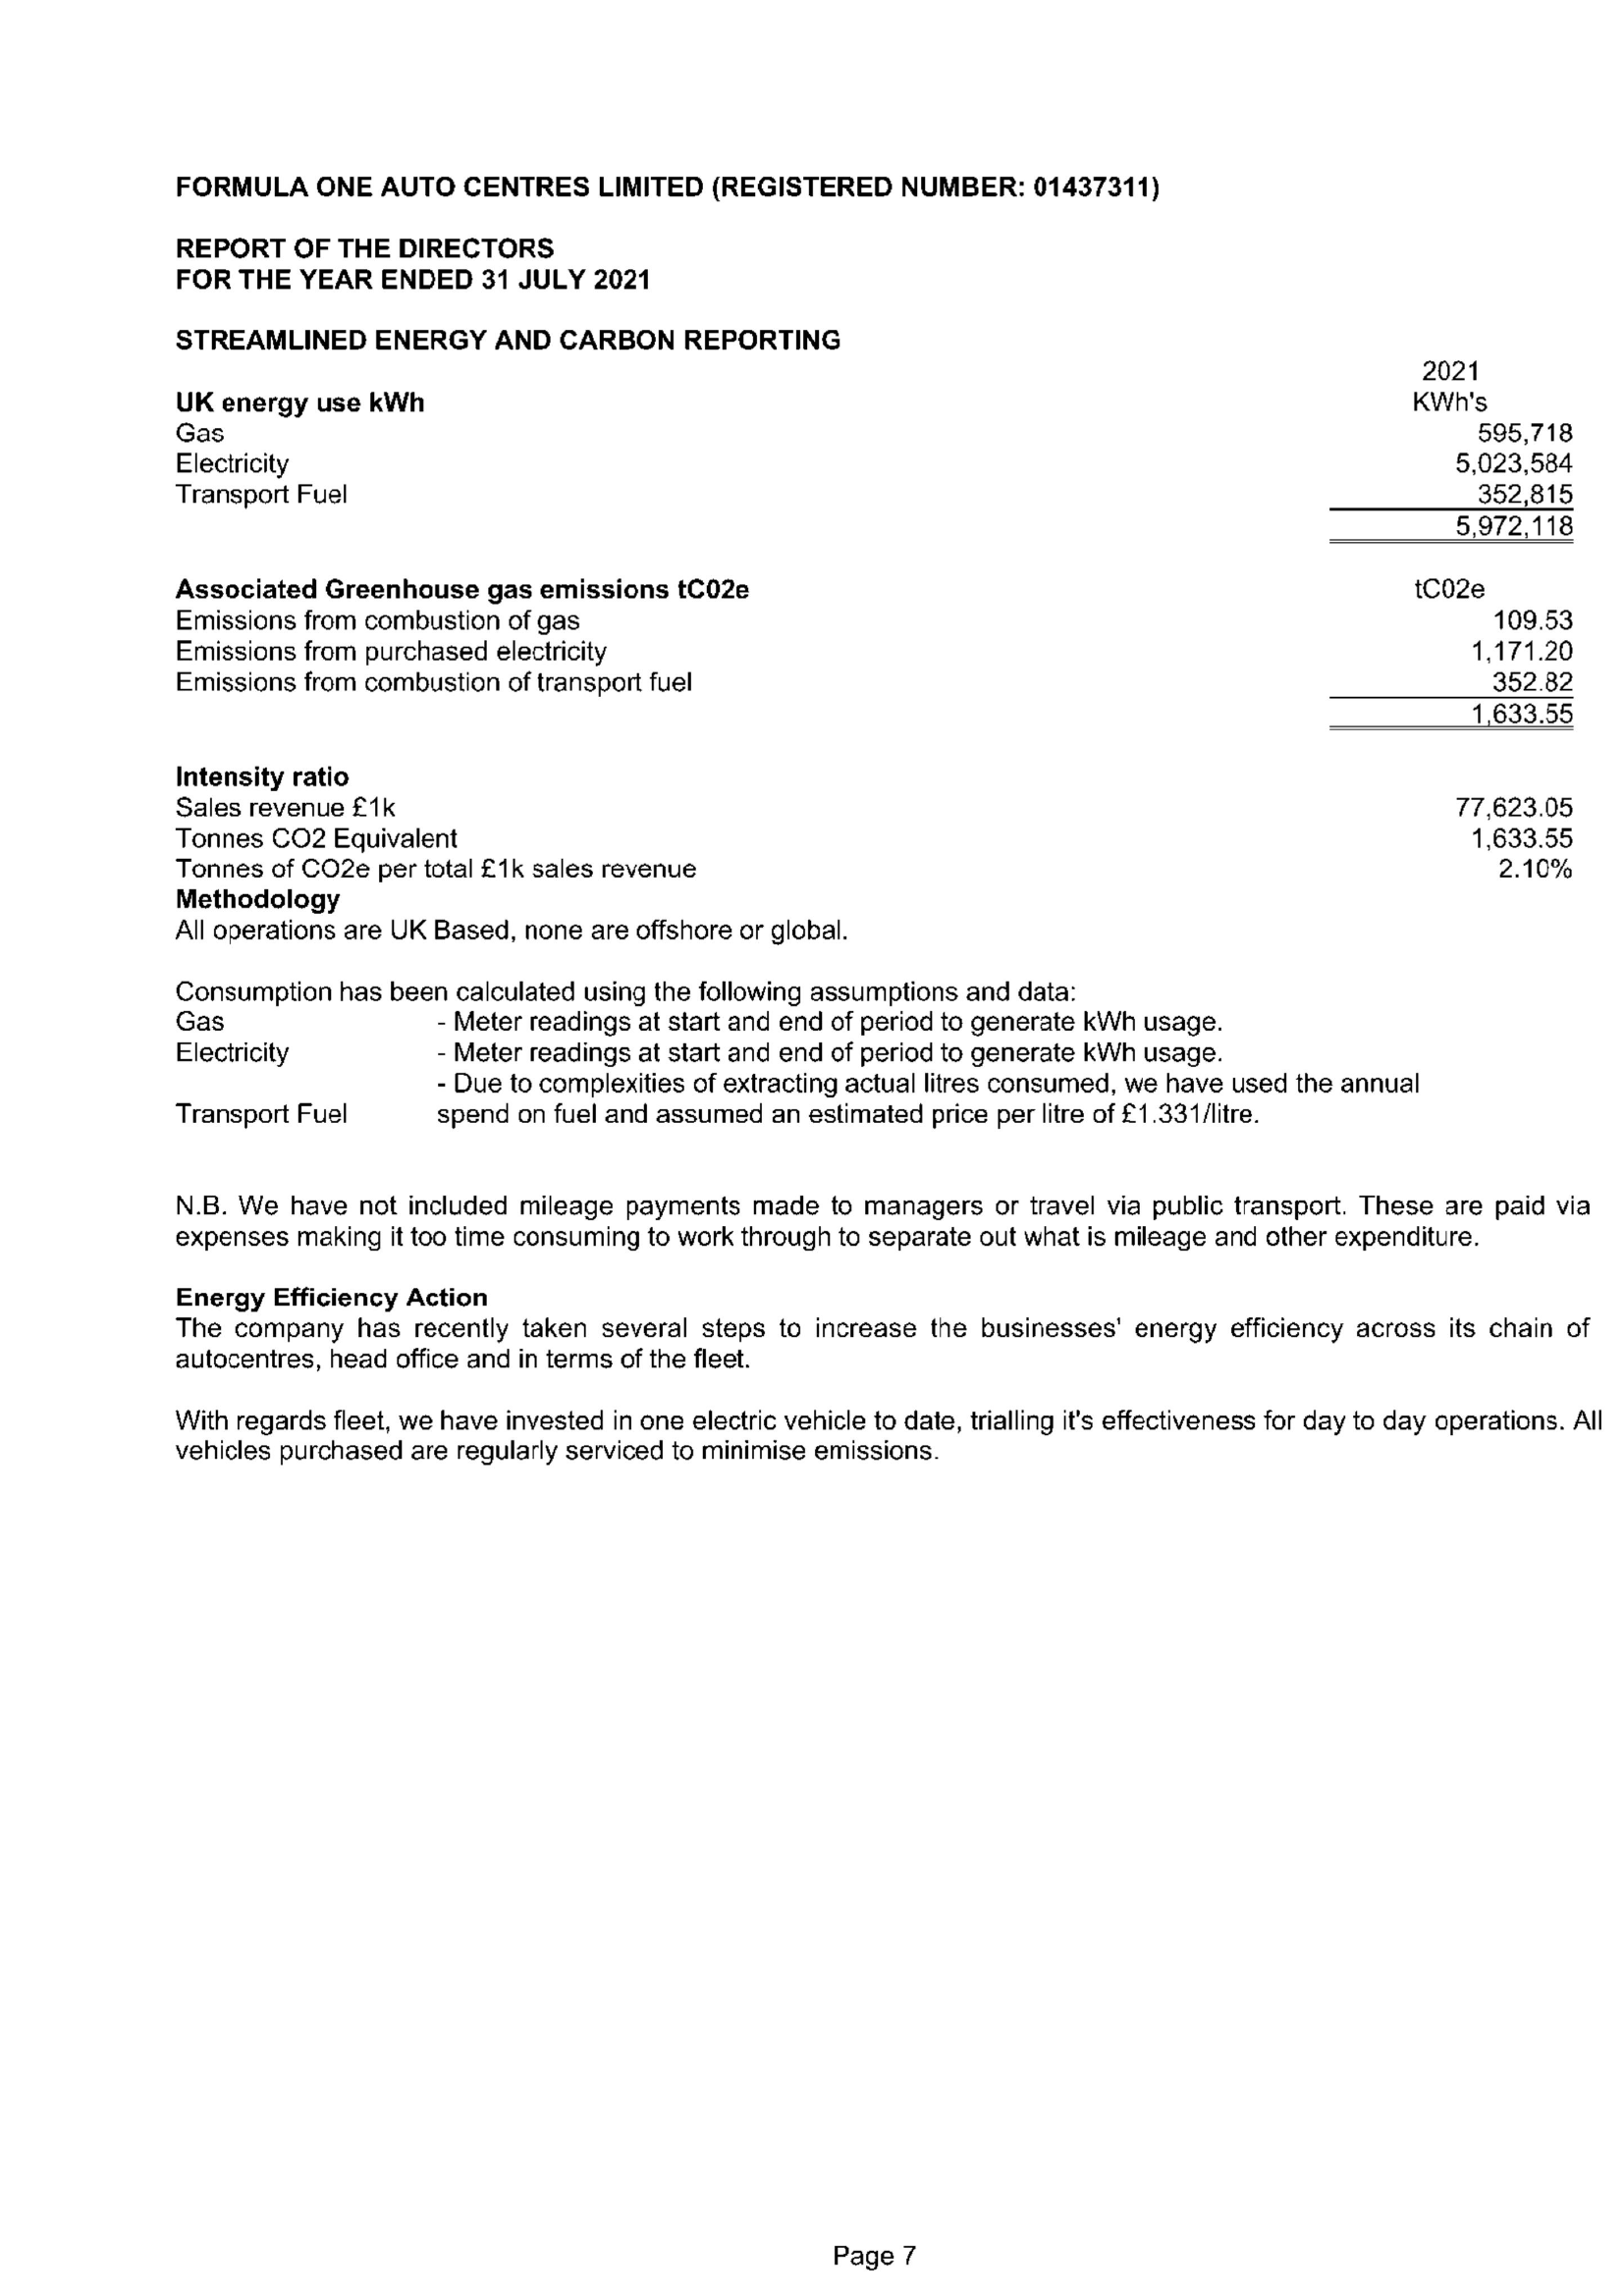 FORMULA ONE AUTO CENTRES LIMITED (REGISTERED NUMBER: 01437311)
REPORT OF THE DIRECTORS
FOR THE YEAR ENDED 31 JULY 2021
STREAMLINED ENERGY AND CARBON REPORTING
2021
UK energy use kWh KWh's
Gas 595,718
Electricity 5,023,584
Transport Fuel 352,815
5,972,118
Associated Greenhouse gas emissions tC02e tC02e
Emissions from combustion of gas 109.53
Emissions from purchased electricity 1,171.20
Emissions from combustion of transport fuel 352.82
1,633.55
Intensity ratio
Sales revenue £1k 77,623.05
Tonnes CO2 Equivalent 1,633.55
Tonnes of CO2e per total £1k sales revenue 2.10%
Methodology
All operations are UK Based, none are offshore or global.
Consumption has been calculated using the following assumptions and data:
Gas - Meter readings at start and end of period to generate kWh usage.
Electricity - Meter readings at start and end of period to generate kWh usage.
- Due to complexities of extracting actual litres consumed, we have used the annual
Transport Fuel spend on fuel and assumed an estimated price per litre of £1.331/litre.
N.B. We have not included mileage payments made to managers or travel via public transport. These are paid via
expenses making it too time consuming to work through to separate out what is mileage and other expenditure.
Energy Efficiency Action
The company has recently taken several steps to increase the businesses' energy efficiency across its chain of
autocentres, head office and in terms of the fleet.
With regards fleet, we have invested in one electric vehicle to date, trialling it's effectiveness for day to day operations. All
vehicles purchased are regularly serviced to minimise emissions.
Page 7